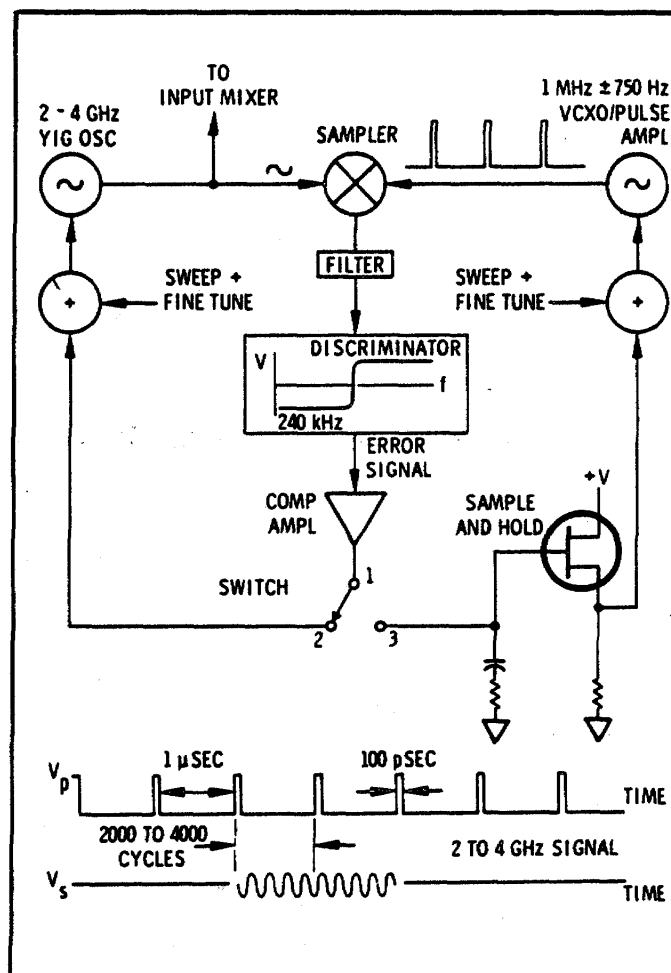 TO
INPUT MIXER
2 - 4 GHz
YIG OSC
SAMPLER
1 MHz ±750 Hz
VCXO/PULSE
AMPL
~
~
~
FILTER
SWEEP +
FINE TUNE
+
SWEEP +
FINE TUNE
+
DISCRIMINATOR
V
f
240 kHz
ERROR
SIGNAL
COMP
AMPL
+V
SAMPLE
AND HOLD
SWITCH
1
2
3
Vp
1 μSEC
100 pSEC
TIME
2000 TO 4000
CYCLES
2 TO 4 GHz SIGNAL
Vs
TIME